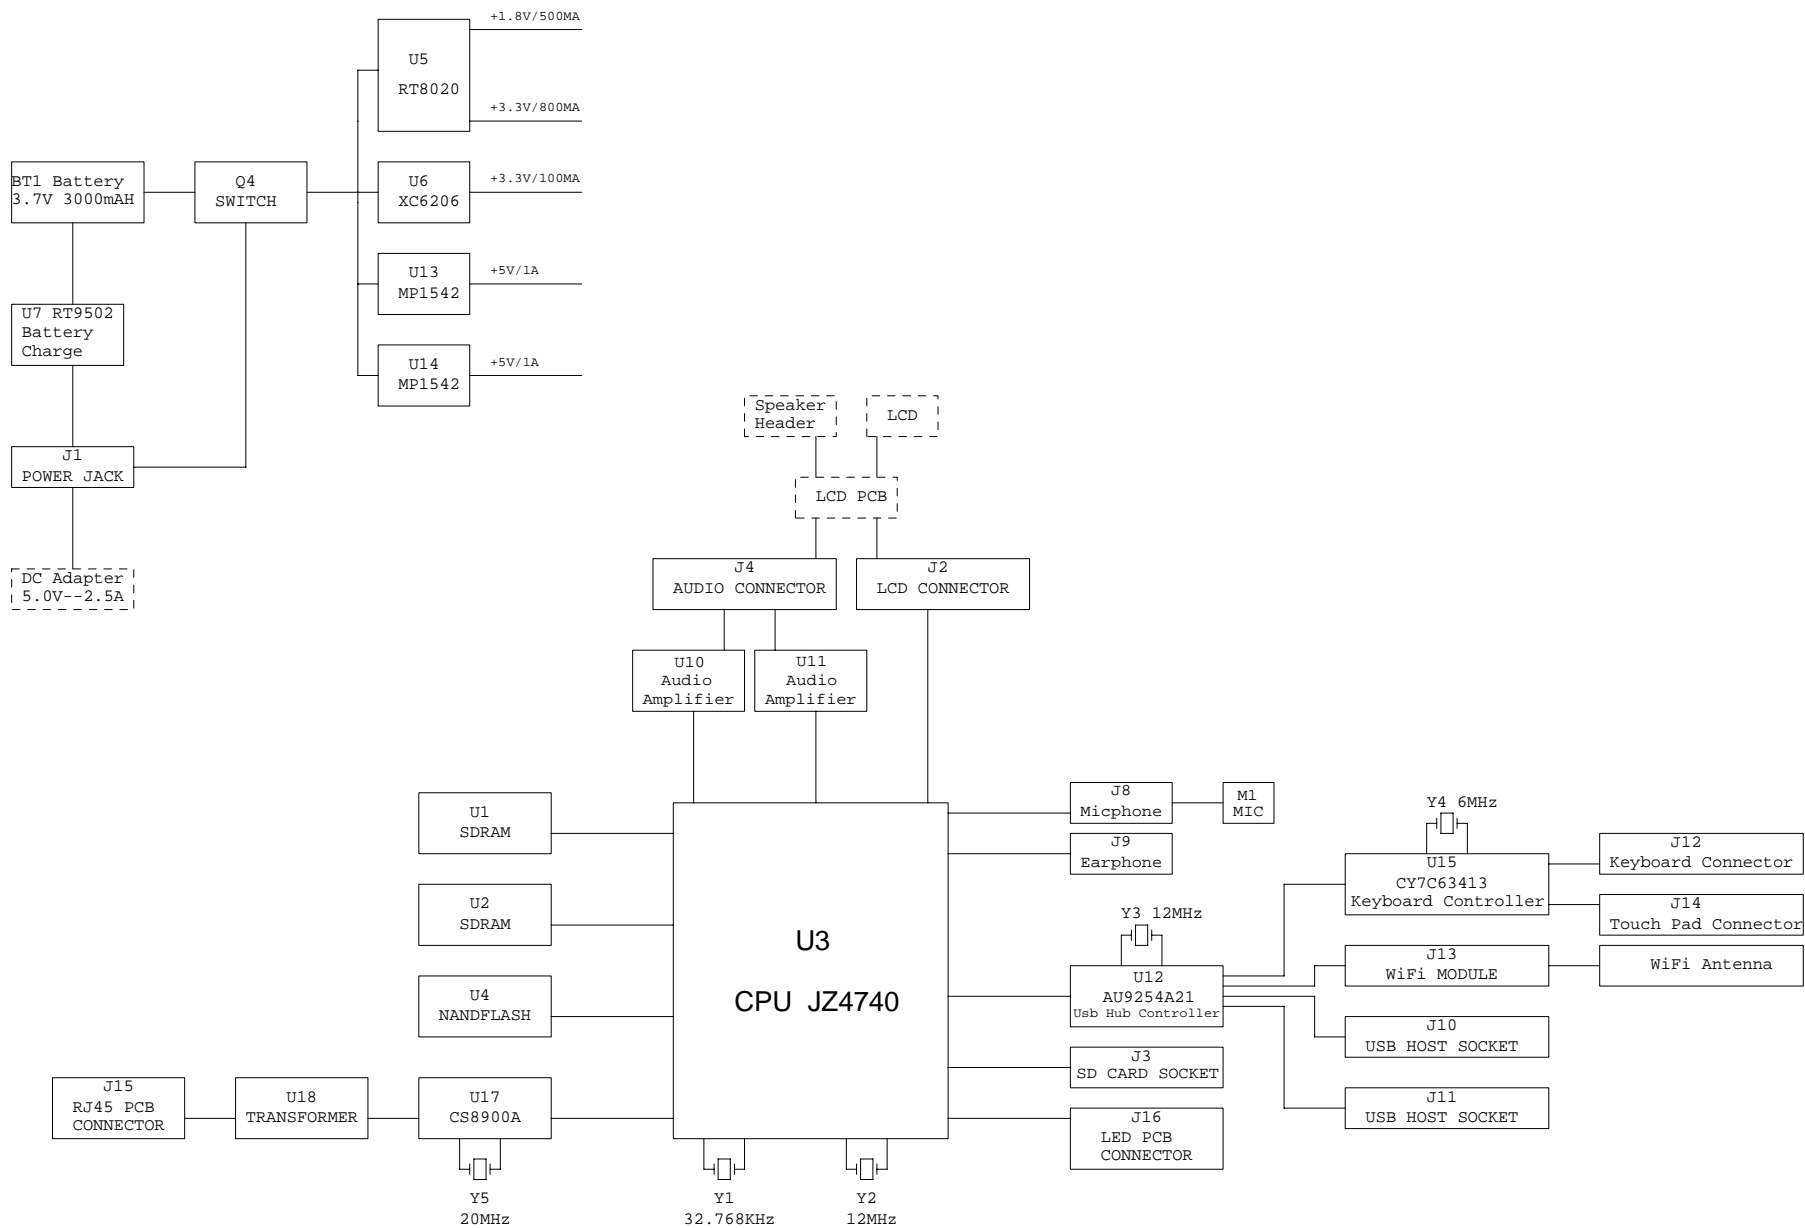 +1.8V/500MA
U5
RT8020
+3.3V/800MA
BT1 Battery
3.7V 3000mAH
Q4
SWITCH
U6
XC6206
+3.3V/100MA
U13
MP1542
+5V/1A
U7 RT9502
Battery
Charge
U14
MP1542
+5V/1A
J1
POWER JACK
DC Adapter
5.0V--2.5A
Speaker
Header
LCD
LCD PCB
J4
AUDIO CONNECTOR
J2
LCD CONNECTOR
U10
Audio
Amplifier
U11
Audio
Amplifier
U1
SDRAM
U2
SDRAM
U4
NANDFLASH
J15
RJ45 PCB
CONNECTOR
U18
TRANSFORMER
U17
CS8900A
Y5
20MHz
U3
CPU JZ4740
Y1
32.768KHz
Y2
12MHz
J8
Micphone
M1
MIC
J9
Earphone
Y3 12MHz
U12
AU9254A21
Usb Hub Controller
J3
SD CARD SOCKET
J16
LED PCB
CONNECTOR
Y4 6MHz
U15
CY7C63413
Keyboard Controller
J12
Keyboard Connector
J14
Touch Pad Connector
J13
WiFi MODULE
WiFi Antenna
J10
USB HOST SOCKET
J11
USB HOST SOCKET